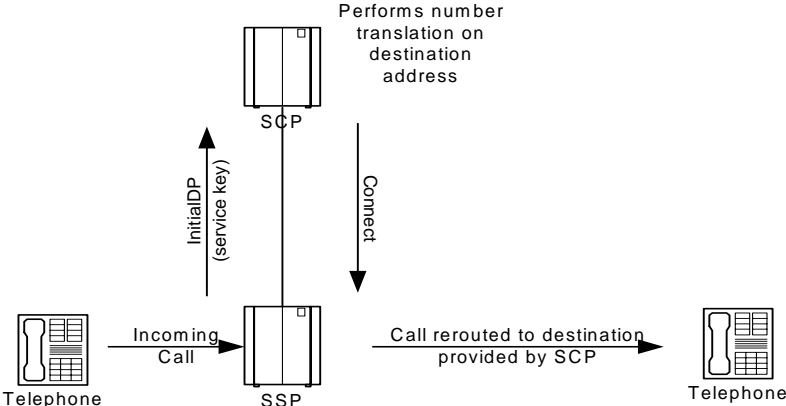 Performs number
translation on
destination
address
SCP
InitialDP
(service key)
Connect
Incoming
Call
Call rerouted to destination
provided by SCP
Telephone
SSP
Telephone